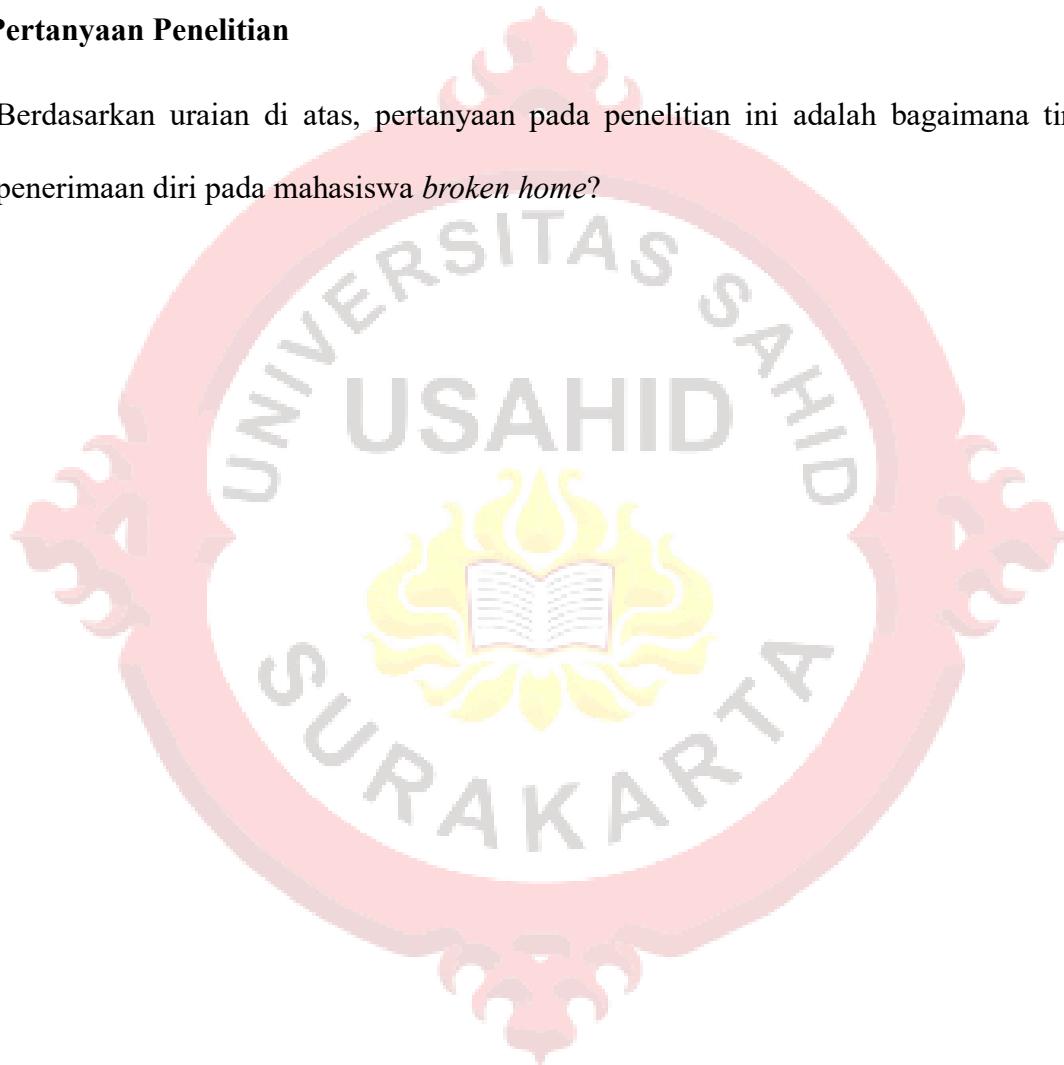 Pertanyaan Penelitian
Berdasarkan uraian di atas, pertanyaan pada penelitian ini adalah bagaimana
penerimaan diri pada mahasiswa broken home?
UNIVERSITAS SAHID
USAHID
SURAKARTA